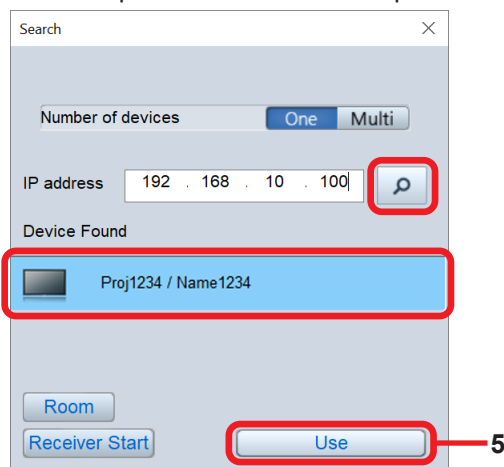 Search
Number of devices One Multi
IP address 192 . 168 . 10 . 100
Device Found
Proj1234 / Name1234
Room
Receiver Start Use 5